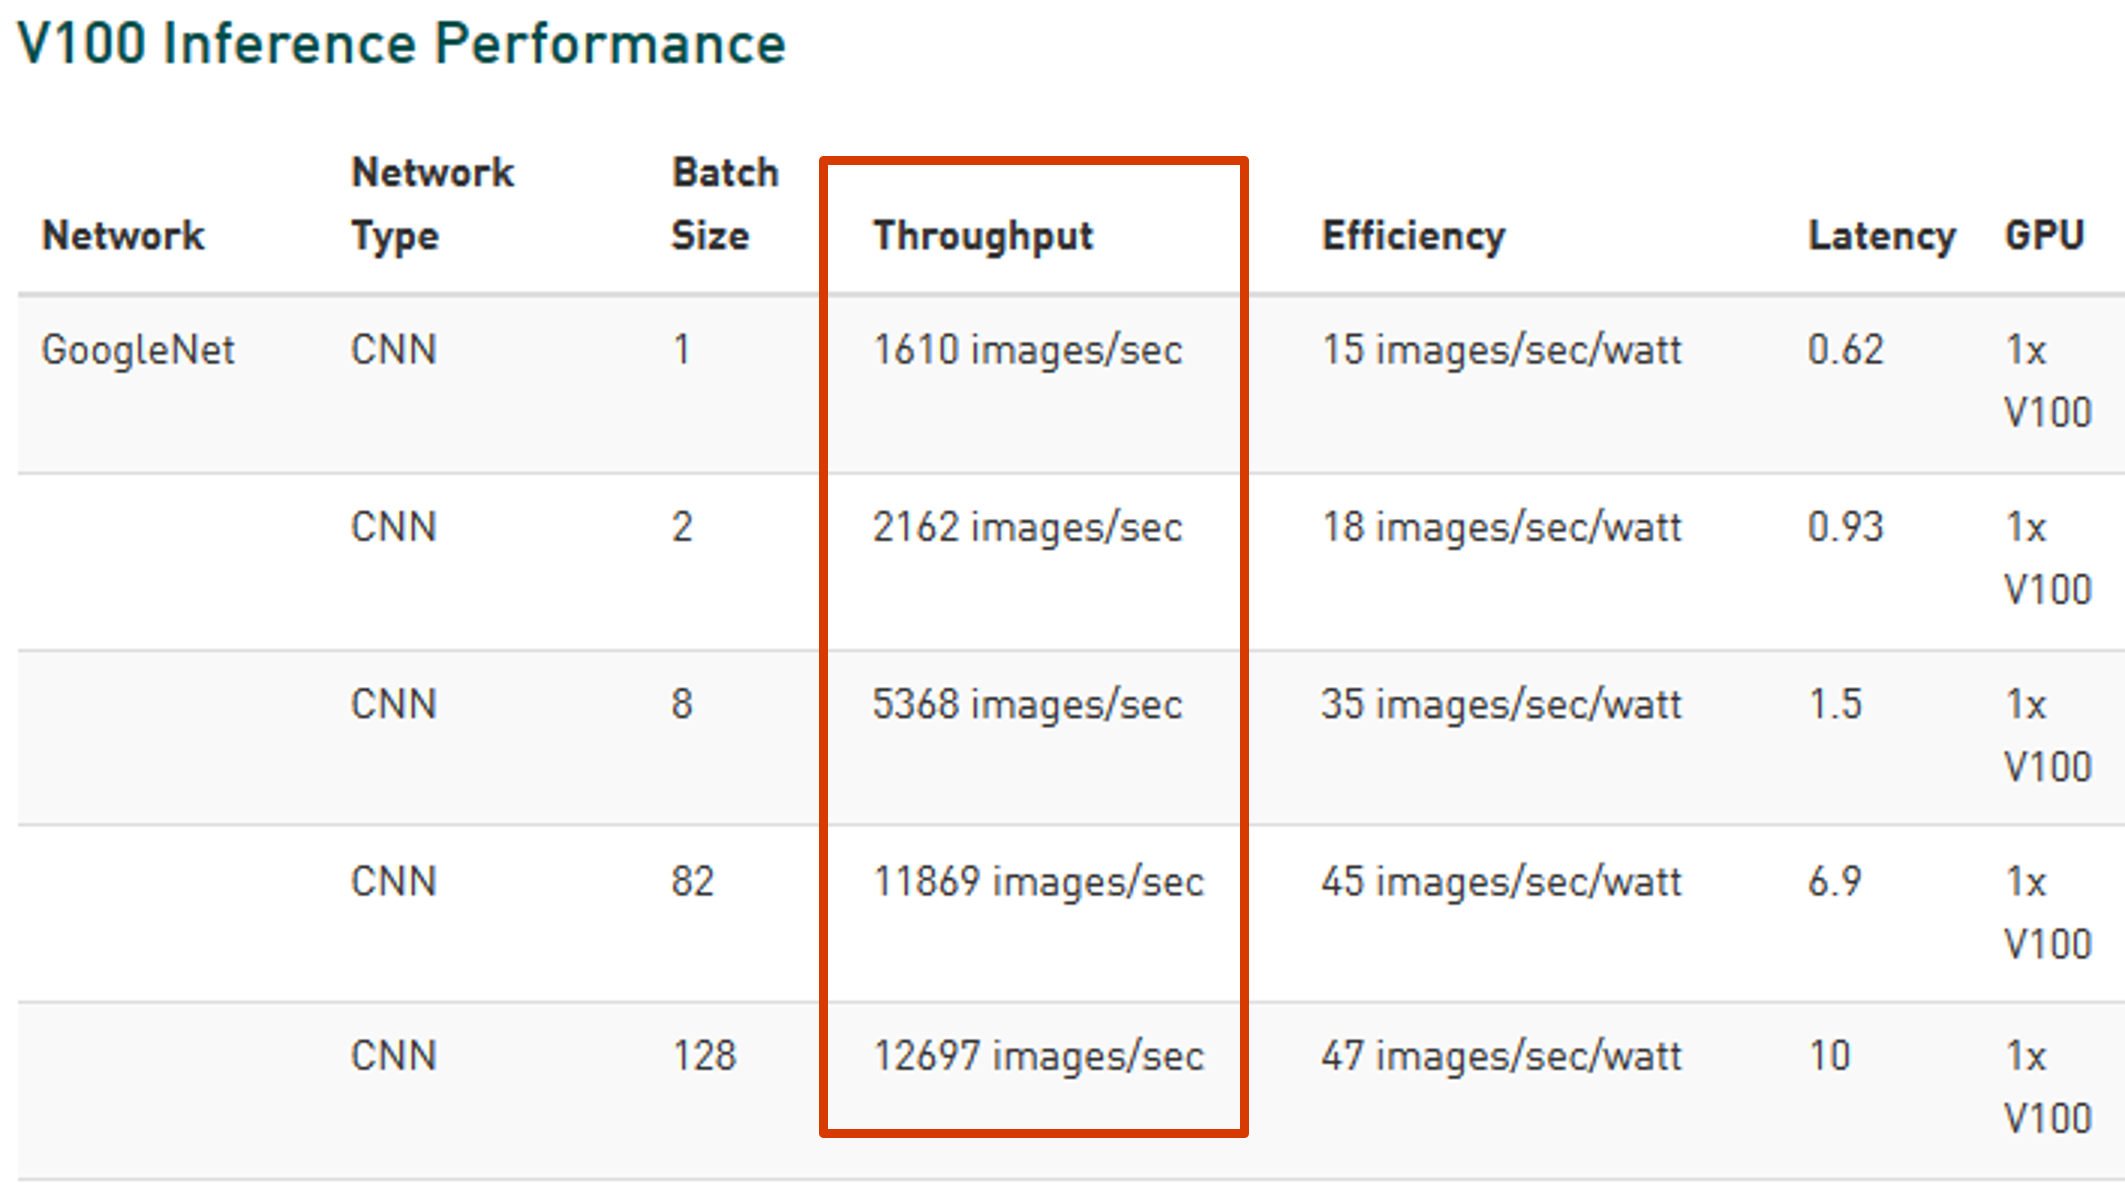 V100 Inference Performance
Network Network Type Batch Size Throughput Efficiency Latency GPU
GoogleNet CNN 1 1610 images/sec 15 images/sec/watt 0.62 1x V100
CNN 2 2162 images/sec 18 images/sec/watt 0.93 1x V100
CNN 8 5368 images/sec 35 images/sec/watt 1.5 1x V100
CNN 82 11869 images/sec 45 images/sec/watt 6.9 1x V100
CNN 128 12697 images/sec 47 images/sec/watt 10 1x V100